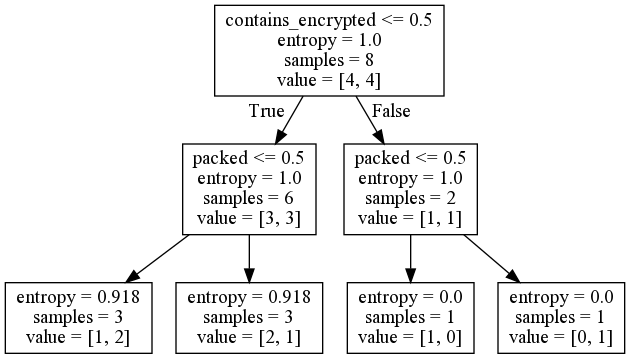 contains_encrypted <= 0.5
entropy = 1.0
samples = 8
value = [4, 4]
True
False
packed <= 0.5
entropy = 1.0
samples = 6
value = [3, 3]
packed <= 0.5
entropy = 1.0
samples = 2
value = [1, 1]
entropy = 0.918
samples = 3
value = [1, 2]
entropy = 0.918
samples = 3
value = [2, 1]
entropy = 0.0
samples = 1
value = [1, 0]
entropy = 0.0
samples = 1
value = [0, 1]